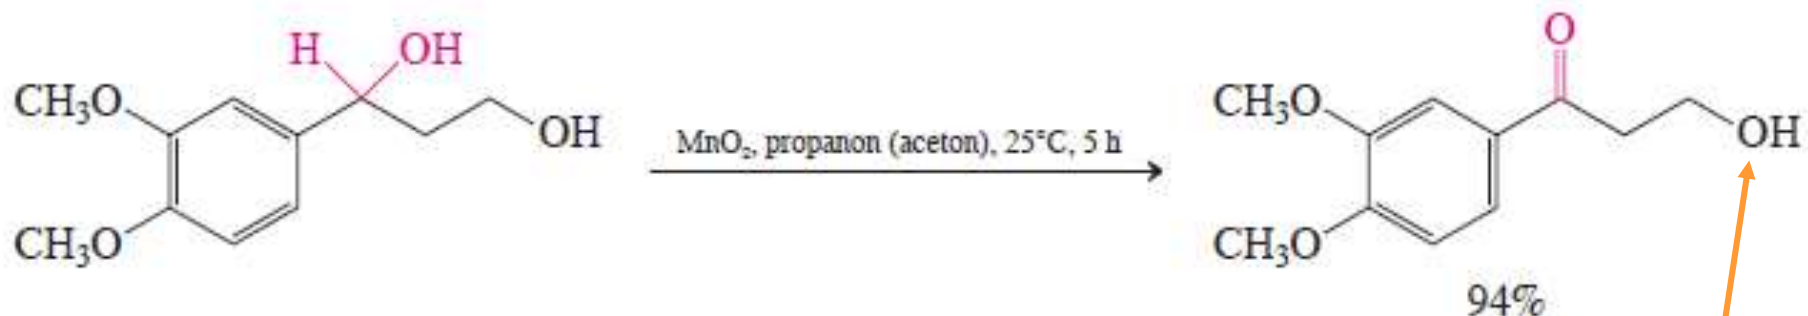 H OH
CH₃O
OH
CH₃O
MnO₂, propanon (aceton), 25°C, 5 h
O
CH₃O
OH
CH₃O
94%